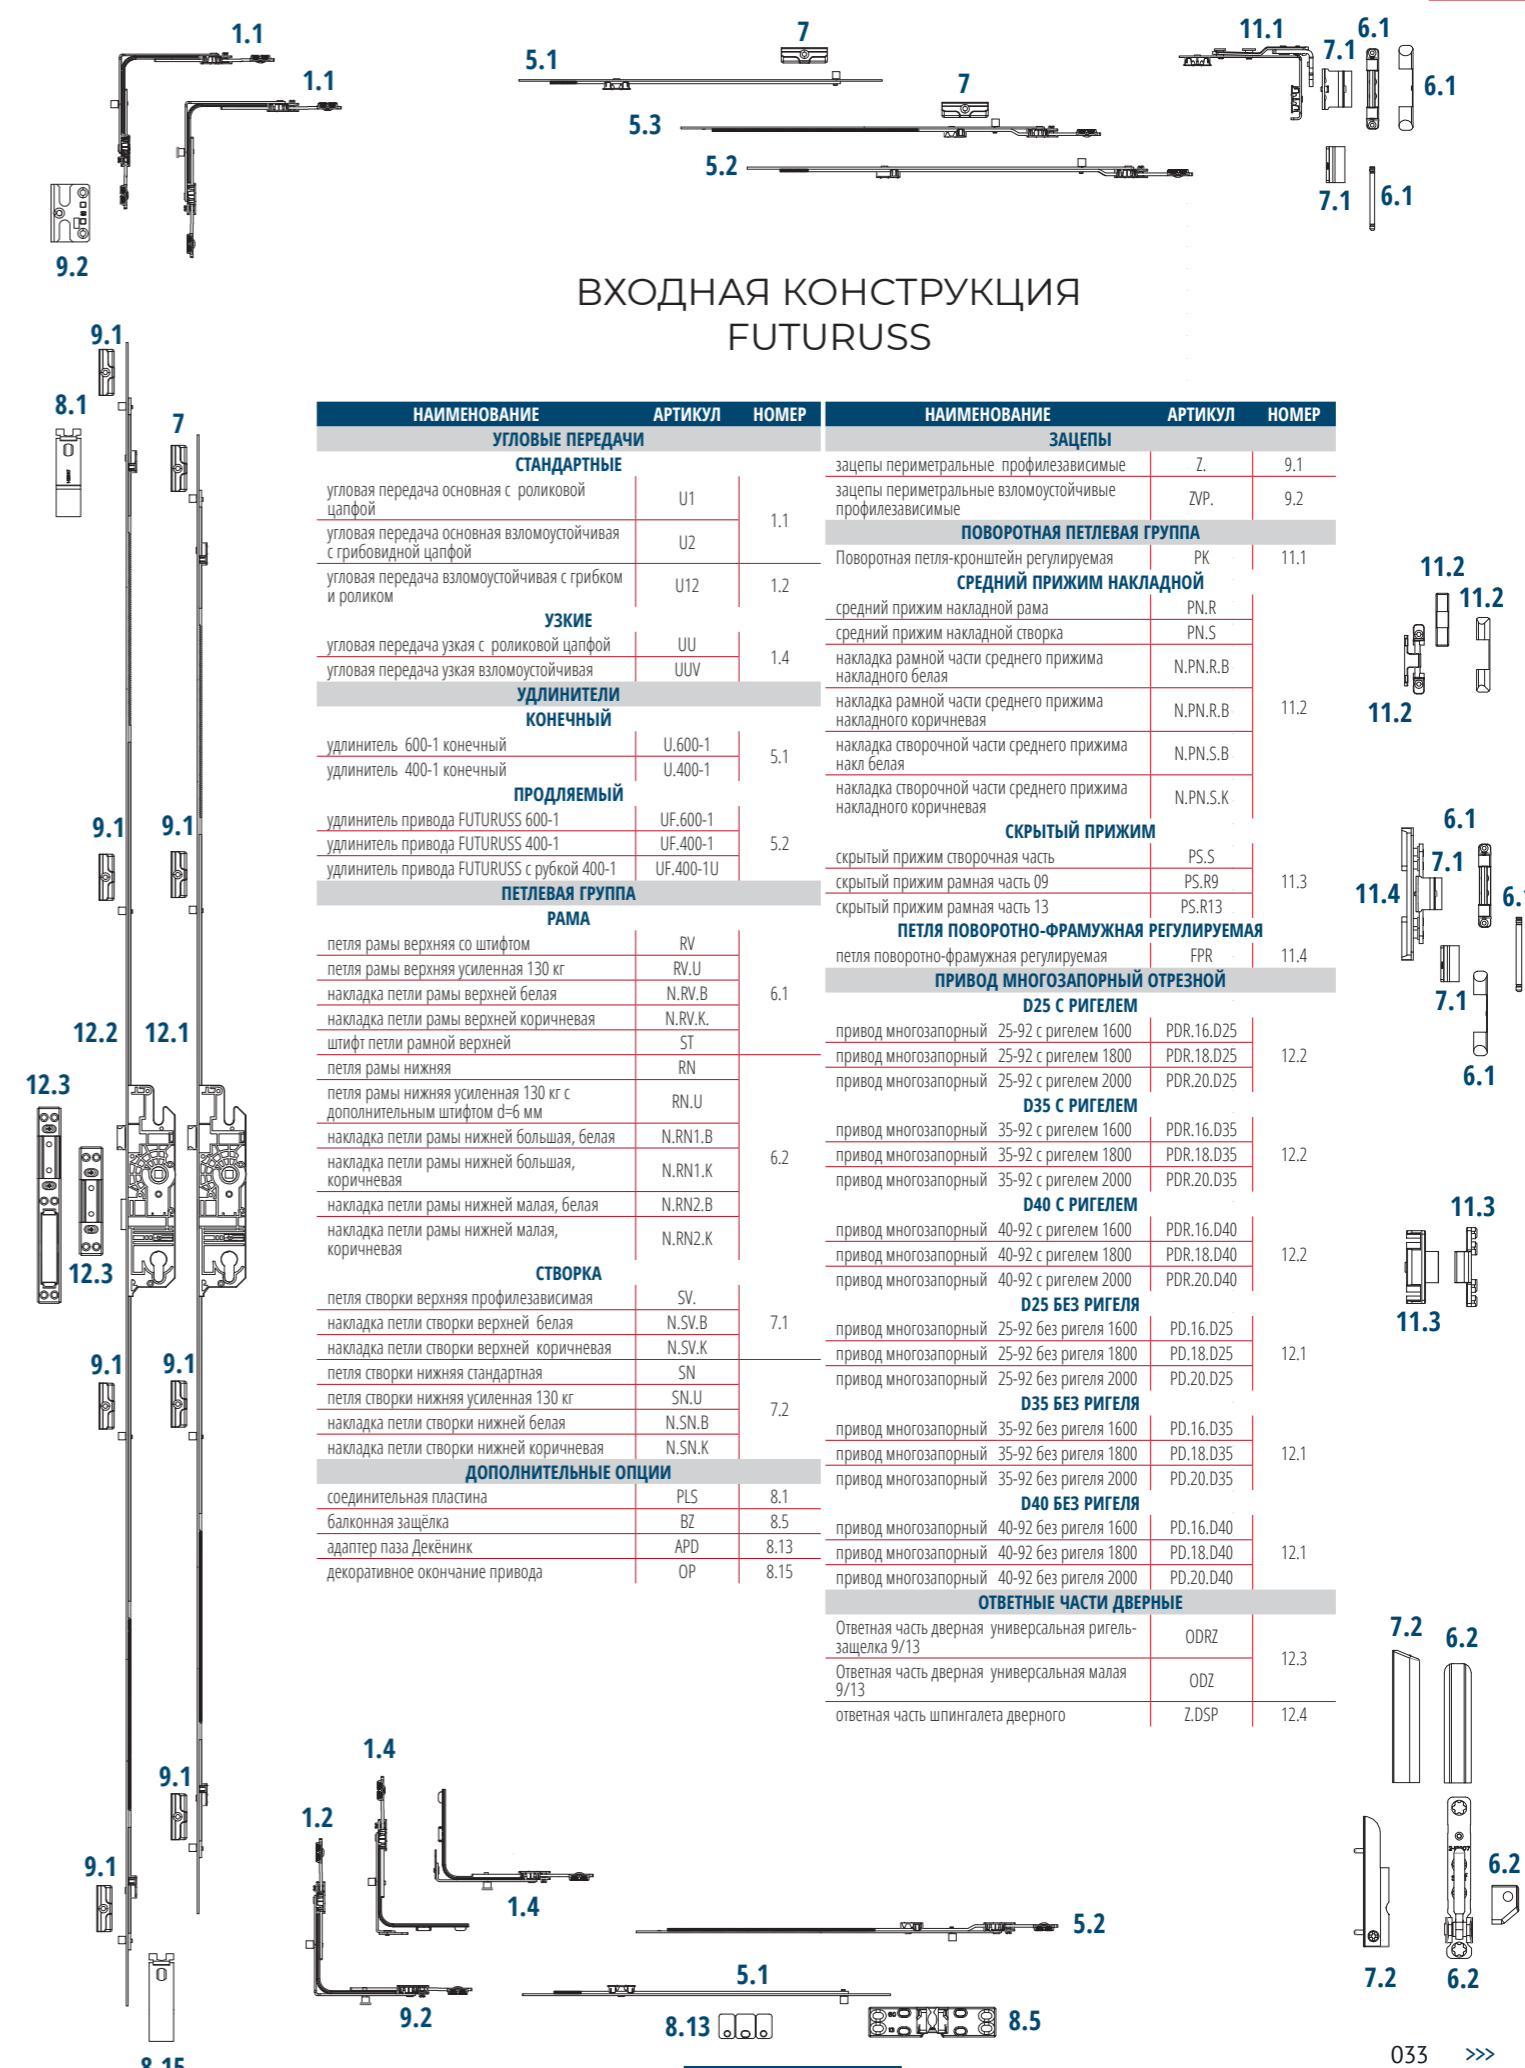 1.1
1.1
9.2
5.1
7
7
5.3
5.2
11.1
7.1
6.1
6.1
7.1
6.1
ВХОДНАЯ КОНСТРУКЦИЯ
FUTURUSS
9.1
8.1
7
9.1
9.1
12.2
12.1
12.3
12.3
9.1
9.1
9.1
9.1
8.15
НАИМЕНОВАНИЕ АРТИКУЛ НОМЕР
УГЛОВЫЕ ПЕРЕДАЧИ
СТАНДАРТНЫЕ
угловая передача основная с роликовой
цапфой U1
1.1
угловая передача основная взломоустойчивая
с грибовидной цапфой U2
угловая передача взломоустойчивая с грибком
и роликом U12 1.2
УЗКИЕ
угловая передача узкая с роликовой цапфой UU
1.4
угловая передача узкая взломоустойчивая UUV
УДЛИНИТЕЛИ
КОНЕЧНЫЙ
удлинитель 600-1 конечный U.600-1
5.1
удлинитель 400-1 конечный U.400-1
ПРОДЛЯЕМЫЙ
удлинитель привода FUTURUSS 600-1 UF.600-1
удлинитель привода FUTURUSS 400-1 UF.400-1 5.2
удлинитель привода FUTURUSS с рубкой 400-1 UF.400-1U
ПЕТЛЕВАЯ ГРУППА
РАМА
петля рамы верхняя со штифтом RV
петля рамы верхняя усиленная 130 кг RV.U
накладка петли рамы верхней белая N.RV.B 6.1
накладка петли рамы верхней коричневая N.RV.K.
штифт петли рамной верхней ST
петля рамы нижняя RN
петля рамы нижняя усиленная 130 кг с
дополнительным штифтом d=6 мм RN.U
накладка петли рамы нижней большая, белая N.RN1.B
6.2
накладка петли рамы нижней большая,
коричневая N.RN1.K
накладка петли рамы нижней малая, белая N.RN2.B
накладка петли рамы нижней малая,
коричневая N.RN2.K
СТВОРКА
петля створки верхняя профилезависимая SV.
накладка петли створки верхней белая N.SV.B 7.1
накладка петли створки верхней коричневая N.SV.K
петля створки нижняя стандартная SN
петля створки нижняя усиленная 130 кг SN.U
7.2
накладка петли створки нижней белая N.SN.B
накладка петли створки нижней коричневая N.SN.K
ДОПОЛНИТЕЛЬНЫЕ ОПЦИИ
соединительная пластина PLS 8.1
балконная защёлка BZ 8.5
адаптер паза Декёнинк APD 8.13
декоративное окончание привода OP 8.15
НАИМЕНОВАНИЕ АРТИКУЛ НОМЕР
ЗАЦЕПЫ
зацепы периметральные профилезависимые Z. 9.1
зацепы периметральные взломоустойчивые
профилезависимые ZVP. 9.2
ПОВОРОТНАЯ ПЕТЛЕВАЯ ГРУППА
Поворотная петля-кронштейн регулируемая PK 11.1
СРЕДНИЙ ПРИЖИМ НАКЛАДНОЙ
средний прижим накладной рама PN.R
средний прижим накладной створка PN.S
накладка рамной части среднего прижима
накладного белая N.PN.R.B
накладка рамной части среднего прижима
накладного коричневая N.PN.R.B 11.2
накладка створочной части среднего прижима
накл белая N.PN.S.B
накладка створочной части среднего прижима
накладного коричневая N.PN.S.K
СКРЫТЫЙ ПРИЖИМ
скрытый прижим створочная часть PS.S
скрытый прижим рамная часть 09 PS.R9 11.3
скрытый прижим рамная часть 13 PS.R13
ПЕТЛЯ ПОВОРОТНО-ФРАМУЖНАЯ РЕГУЛИРУЕМАЯ
петля поворотно-фрамужная регулируемая FPR 11.4
ПРИВОД МНОГОЗАПОРНЫЙ ОТРЕЗНОЙ
D25 С РИГЕЛЕМ
привод многозапорный 25-92 с ригелем 1600 PDR.16.D25
привод многозапорный 25-92 с ригелем 1800 PDR.18.D25 12.2
привод многозапорный 25-92 с ригелем 2000 PDR.20.D25
D35 С РИГЕЛЕМ
привод многозапорный 35-92 с ригелем 1600 PDR.16.D35
привод многозапорный 35-92 с ригелем 1800 PDR.18.D35 12.2
привод многозапорный 35-92 с ригелем 2000 PDR.20.D35
D40 С РИГЕЛЕМ
привод многозапорный 40-92 с ригелем 1600 PDR.16.D40
привод многозапорный 40-92 с ригелем 1800 PDR.18.D40 12.2
привод многозапорный 40-92 с ригелем 2000 PDR.20.D40
D25 БЕЗ РИГЕЛЯ
привод многозапорный 25-92 без ригеля 1600 PD.16.D25
привод многозапорный 25-92 без ригеля 1800 PD.18.D25 12.1
привод многозапорный 25-92 без ригеля 2000 PD.20.D25
D35 БЕЗ РИГЕЛЯ
привод многозапорный 35-92 без ригеля 1600 PD.16.D35
привод многозапорный 35-92 без ригеля 1800 PD.18.D35 12.1
привод многозапорный 35-92 без ригеля 2000 PD.20.D35
D40 БЕЗ РИГЕЛЯ
привод многозапорный 40-92 без ригеля 1600 PD.16.D40
привод многозапорный 40-92 без ригеля 1800 PD.18.D40 12.1
привод многозапорный 40-92 без ригеля 2000 PD.20.D40
ОТВЕТНЫЕ ЧАСТИ ДВЕРНЫЕ
Ответная часть дверная универсальная ригель-
защелка 9/13 ODRZ
12.3
Ответная часть дверная универсальная малая
9/13 ODZ
ответная часть шпингалета дверного Z.DSP 12.4
11.2
11.2
11.2
6.1
7.1
11.4
6.1
7.1
6.1
11.3
11.3
7.2
6.2
6.2
7.2
6.2
1.4
1.2
1.4
9.2
5.2
5.1
8.13
8.5
033 >>>